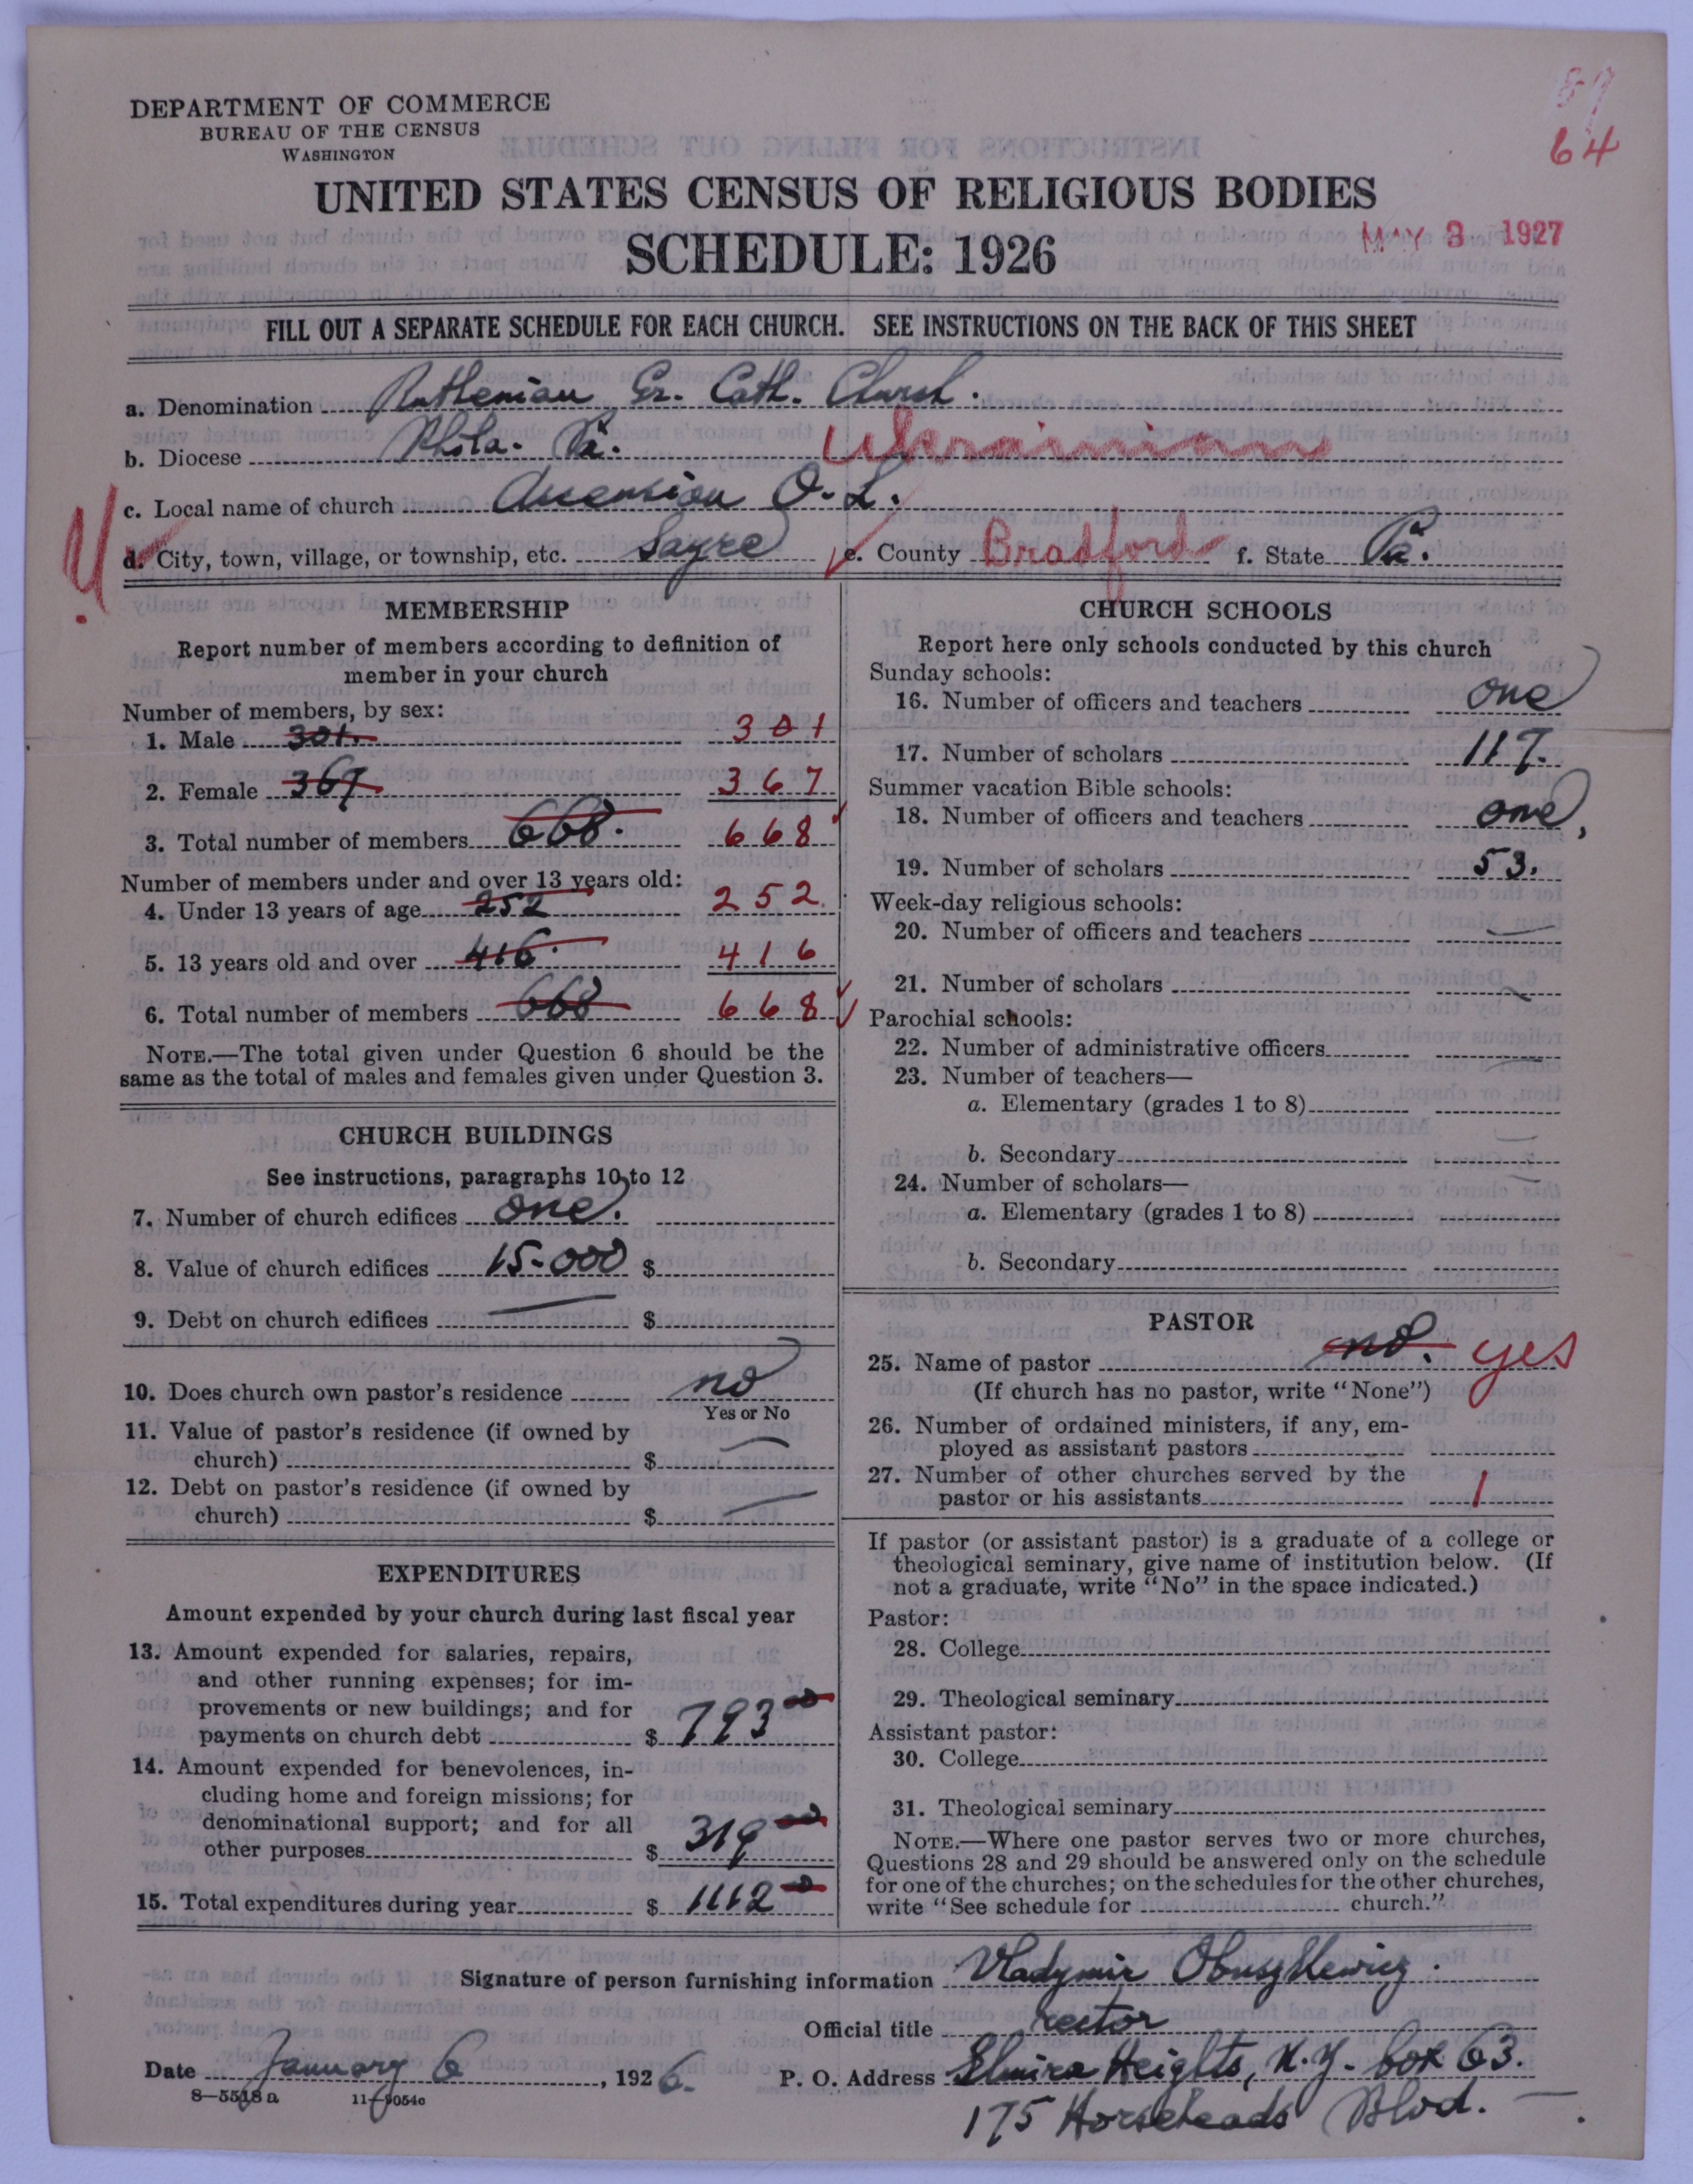 87
64
DEPARTMENT OF COMMERCE
BUREAU OF THE CENSUS
WASHINGTON
UNITED STATES CENSUS OF RELIGIOUS BODIES
SCHEDULE: 1926
MAY 3 1927
FILL OUT A SEPARATE SCHEDULE FOR EACH CHURCH. SEE INSTRUCTIONS ON THE BACK OF THIS SHEET
a. Denomination Ruthenian Gr. Cath. Church.
b. Diocese Phila. Pa. Ukrainian
c. Local name of church Ascension O. L.
d. City, town, village, or township, etc. Sayre e. County Bradford f. State Pa.
MEMBERSHIP
Report number of members according to definition of
member in your church
Number of members, by sex:
1. Male 301. 301
2. Female 367 367
3. Total number of members 668. 668
Number of members under and over 13 years old:
4. Under 13 years of age 252 252
5. 13 years old and over 416. 416
6. Total number of members 668 668
NOTE.—The total given under Question 6 should be the
same as the total of males and females given under Question 3.
CHURCH BUILDINGS
See instructions, paragraphs 10 to 12
7. Number of church edifices one.
8. Value of church edifices 15-000 $
9. Debt on church edifices — $
10. Does church own pastor's residence no
Yes or No
11. Value of pastor's residence (if owned by
church) $ —
12. Debt on pastor's residence (if owned by
church) $ —
EXPENDITURES
Amount expended by your church during last fiscal year
13. Amount expended for salaries, repairs,
and other running expenses; for im-
provements or new buildings; and for
payments on church debt $ 793 00
14. Amount expended for benevolences, in-
cluding home and foreign missions; for
denominational support; and for all
other purposes $ 319 00
15. Total expenditures during year $ 1112 00
CHURCH SCHOOLS
Report here only schools conducted by this church
Sunday schools:
16. Number of officers and teachers one
17. Number of scholars 117.
Summer vacation Bible schools:
18. Number of officers and teachers one,
19. Number of scholars 53.
Week-day religious schools:
20. Number of officers and teachers —
21. Number of scholars —
Parochial schools:
22. Number of administrative officers —
23. Number of teachers—
a. Elementary (grades 1 to 8)
b. Secondary —
24. Number of scholars—
a. Elementary (grades 1 to 8)
b. Secondary
PASTOR
25. Name of pastor no. yes
(If church has no pastor, write "None")
26. Number of ordained ministers, if any, em-
ployed as assistant pastors
27. Number of other churches served by the
pastor or his assistants 1
If pastor (or assistant pastor) is a graduate of a college or
theological seminary, give name of institution below. (If
not a graduate, write "No" in the space indicated.)
Pastor:
28. College
29. Theological seminary
Assistant pastor:
30. College
31. Theological seminary
NOTE.—Where one pastor serves two or more churches,
Questions 28 and 29 should be answered only on the schedule
for one of the churches; on the schedules for the other churches,
write "See schedule for church."
Signature of person furnishing information Vladymir Obuszkewicz.
Official title rector
Date January 6, 1926. P. O. Address Elmira Heights, N.Y. box 63.
8—5518a 11—9054c
175 Horseheads Blvd. —